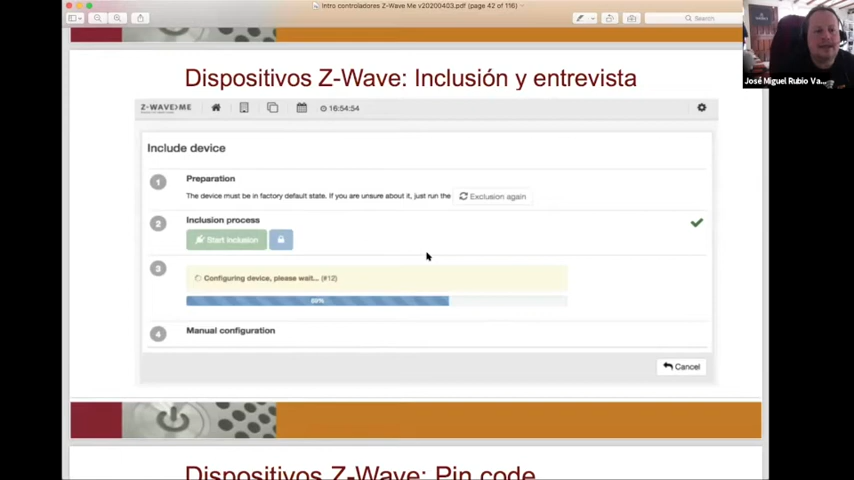 Intro controladores Z-Wave Me v20200403.pdf (page 42 of 116)
Search
José Miguel Rubio Va...
Dispositivos Z-Wave: Inclusión y entrevista
Z-WAVE>ME
16:54:54
Include device
1
Preparation
The device must be in factory default state. If you are unsure about it, just run the
Exclusion again
2
Inclusion process
Start Inclusion
3
Configuring device, please wait... (#12)
4
Manual configuration
Cancel
Dispositivos Z-Wave: Pin code